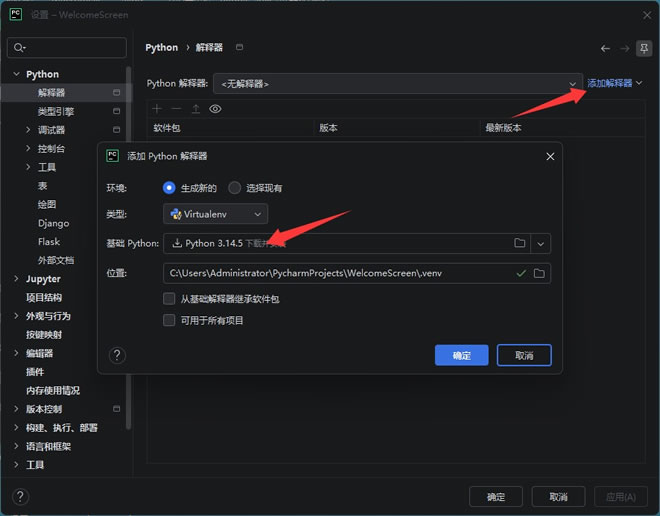 设置 – WelcomeScreen
Python › 解释器
Python
Python 解释器: <无解释器> 添加解释器
解释器
类型引擎
软件包 版本 最新版本
调试器
控制台
添加 Python 解释器
工具
环境: 生成新的 选择现有
表
绘图
类型: Virtualenv
Django
Flask
基础 Python: Python 3.14.5 下载并安装
外部文档
位置: C:\Users\Administrator\PycharmProjects\WelcomeScreen\.venv
Jupyter
项目结构
从基础解释器继承软件包
外观与行为
可用于所有项目
按键映射
编辑器
确定 取消
插件
内存使用情况
版本控制
构建、执行、部署
语言和框架
工具
确定 取消 应用(A)